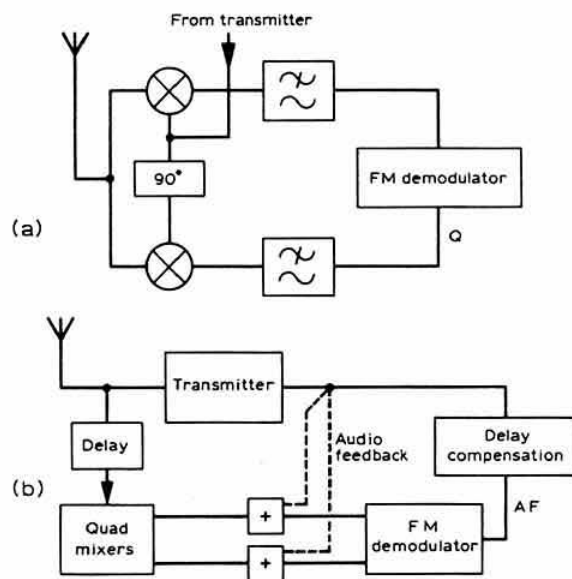 From transmitter
(a)
90°
FM demodulator
Q
Transmitter
Delay
Audio
feedback
Delay
compensation
(b)
AF
Quad
mixers
+
+
FM
demodulator